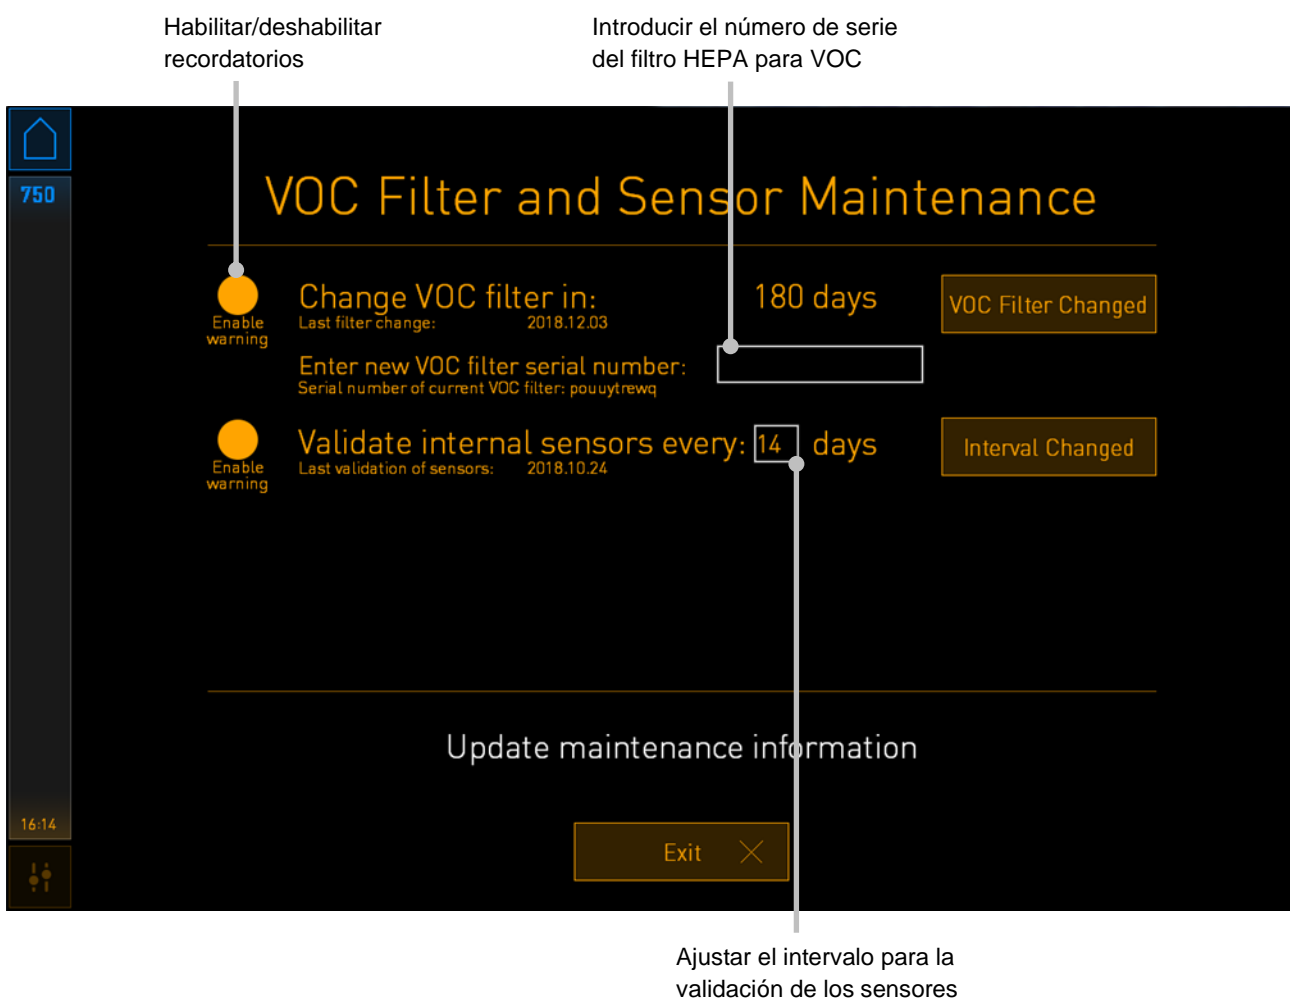 Habilitar/deshabilitar
recordatorios
Introducir el número de serie
del filtro HEPA para VOC
750
VOC Filter and Sensor Maintenance
Enable
warning
Change VOC filter in: 180 days
Last filter change: 2018.12.03
VOC Filter Changed
Enter new VOC filter serial number:
Serial number of current VOC filter: pouuytrewq
Enable
warning
Validate internal sensors every: 14 days
Last validation of sensors: 2018.10.24
Interval Changed
Update maintenance information
16:14
Exit
Ajustar el intervalo para la
validación de los sensores